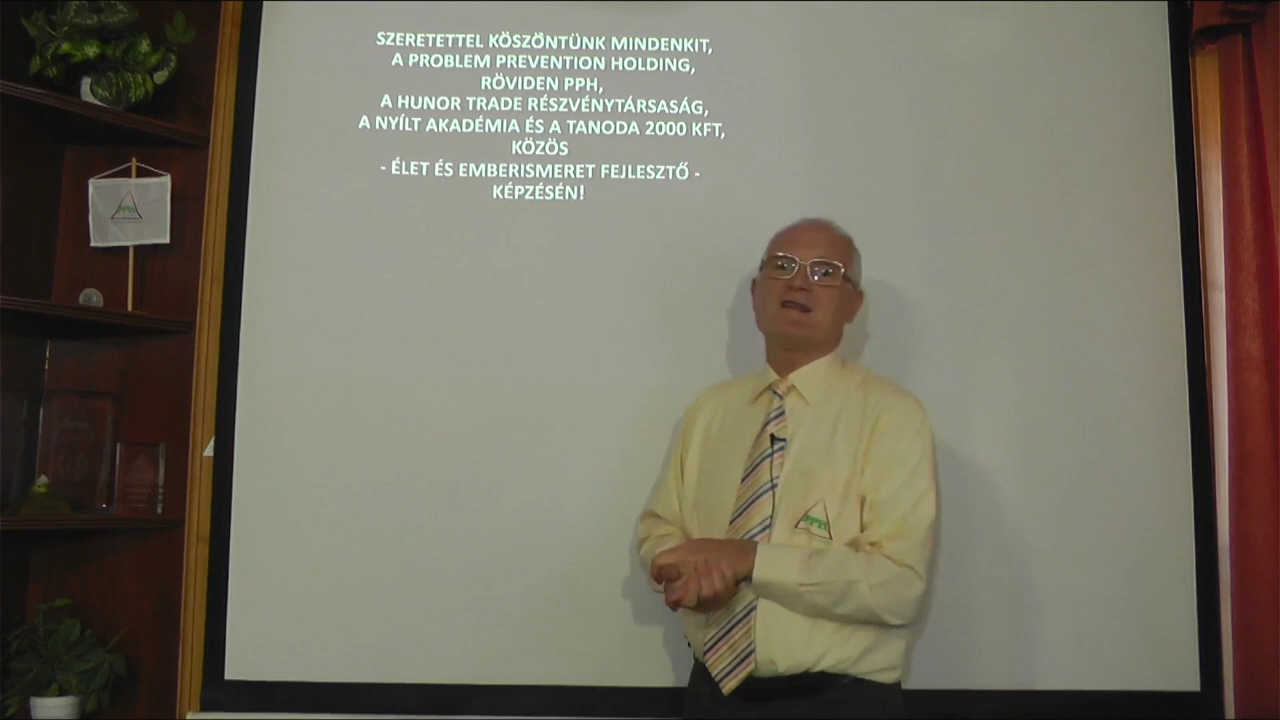 SZERETETTEL KÖSZÖNTÜNK MINDENKIT,
A PROBLEM PREVENTION HOLDING,
RÖVIDEN PPH,
A HUNOR TRADE RÉSZVÉNYTÁRSASÁG,
A NYÍLT AKADÉMIA ÉS A TANODA 2000 KFT,
KÖZÖS
- ÉLET ÉS EMBERISMERET FEJLESZTŐ -
KÉPZÉSÉN!